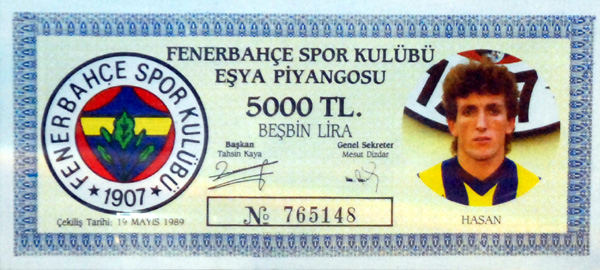 FENERBAHÇE SPOR KULÜBÜ
EŞYA PİYANGOSU
5000 TL.
BEŞBİN LİRA
Başkan
Tahsin Kaya
Genel Sekreter
Mesut Dizdar
FENERBAHÇE SPOR KULÜBÜ
★ 1907 ★
Çekiliş Tarihi: 19 MAYIS 1989
№ 765148
HASAN